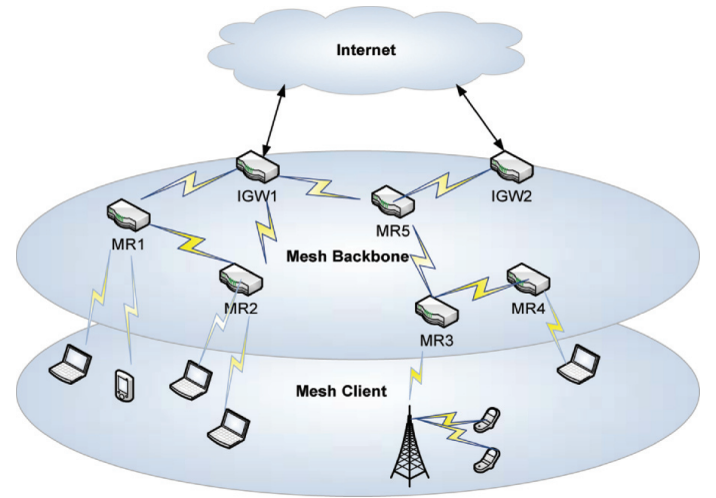 Internet
IGW1
IGW2
MR5
MR1
Mesh Backbone
MR2
MR4
MR3
Mesh Client